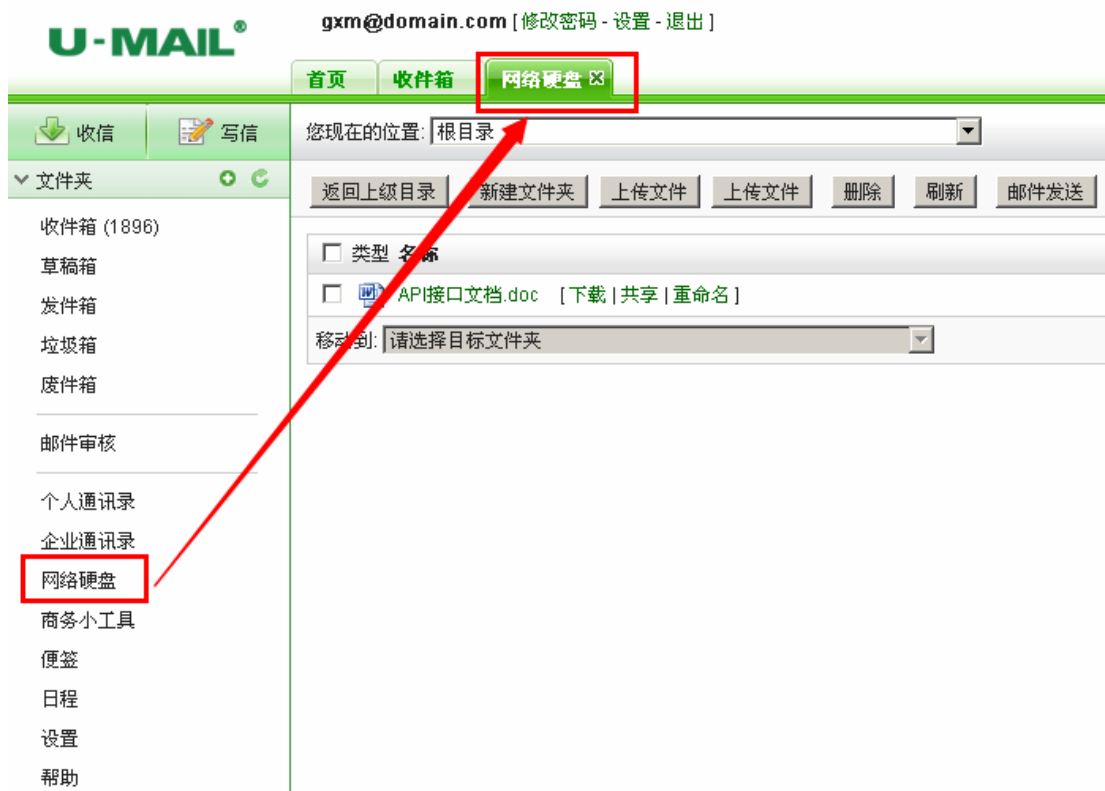 U-MAIL®
gxm@domain.com [修改密码 - 设置 - 退出]
首页 收件箱 网络硬盘
收信 写信
您现在的位置: 根目录
文件夹
返回上级目录 新建文件夹 上传文件 上传文件 删除 刷新 邮件发送
收件箱 (1896)
类型 名称
草稿箱
API接口文档.doc [下载 | 共享 | 重命名]
发件箱
移动到: 请选择目标文件夹
垃圾箱
废件箱
邮件审核
个人通讯录
企业通讯录
网络硬盘
商务小工具
便签
日程
设置
帮助